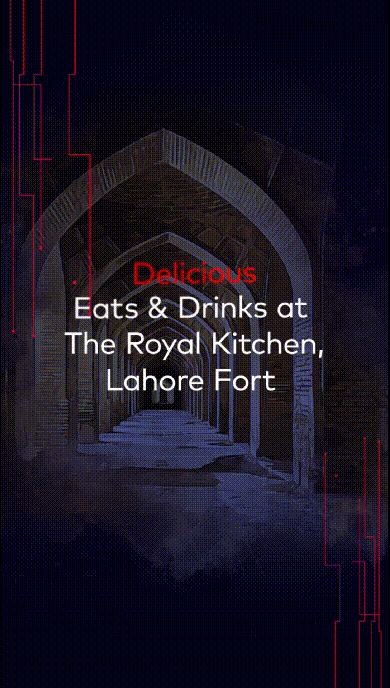 Delicious
Eats & Drinks at
The Royal Kitchen,
Lahore Fort